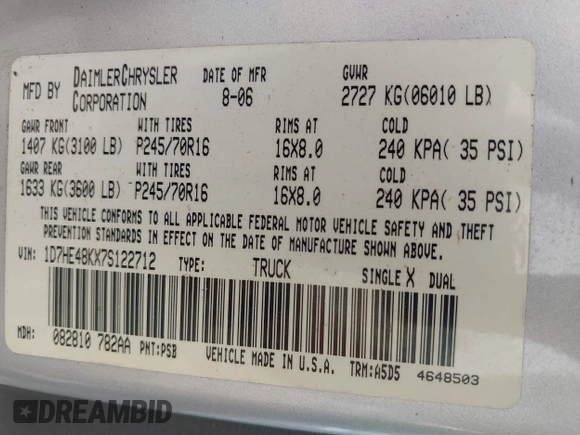 MFD BY DAIMLERCHRYSLER CORPORATION DATE OF MFR 8-06 GVWR 2727 KG(06010 LB)
GAWR FRONT WITH TIRES RIMS AT COLD
1407 KG(3100 LB) P245/70R16 16X8.0 240 KPA( 35 PSI)
GAWR REAR WITH TIRES RIMS AT COLD
1633 KG(3600 LB) P245/70R16 16X8.0 240 KPA( 35 PSI)
THIS VEHICLE CONFORMS TO ALL APPLICABLE FEDERAL MOTOR VEHICLE SAFETY AND THEFT
PREVENTION STANDARDS IN EFFECT ON THE DATE OF MANUFACTURE SHOWN ABOVE.
VIN: 1D7HE48KX7S122712 TYPE: TRUCK SINGLE X DUAL
MDH: 082810 782AA PNT:PSB VEHICLE MADE IN U.S.A. TRM:A5D5 4648503
DREAMBID